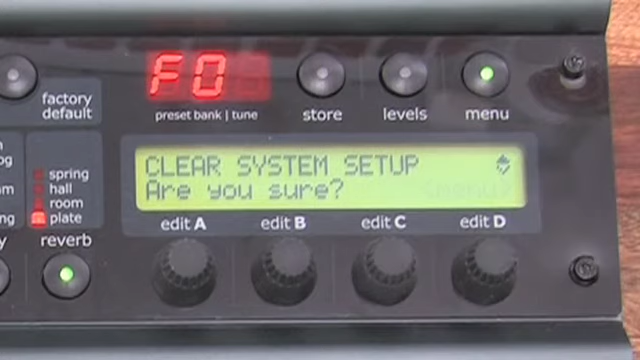 F0
factory
default
preset bank | tune
store
levels
menu
CLEAR SYSTEM SETUP
Are you sure?
spring
hall
room
plate
reverb
edit A
edit B
edit C
edit D